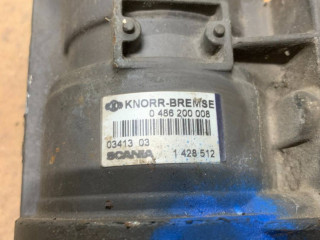 KNORR-BREMSE
0 486 200 008
03413 03
SCANIA 1 428 512